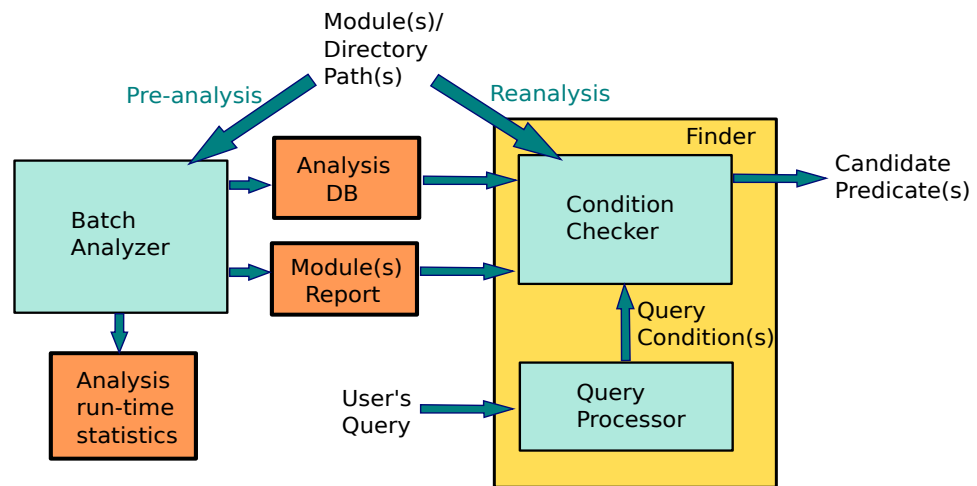 Module(s)/
Directory
Path(s)
Pre-analysis
Reanalysis
Finder
Analysis
DB
Batch
Analyzer
Condition
Checker
Candidate
Predicate(s)
Module(s)
Report
Query
Condition(s)
Analysis
run-time
statistics
User's
Query
Query
Processor